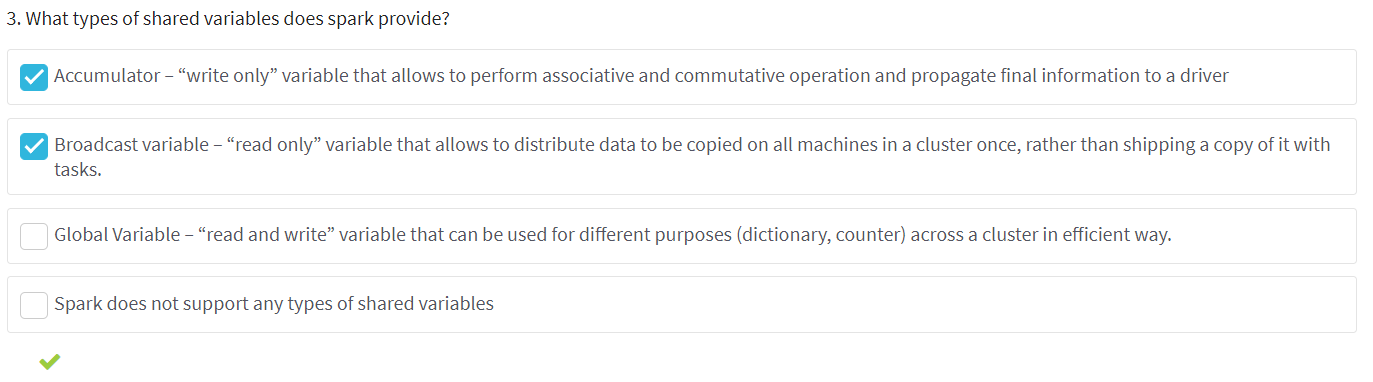 3. What types of shared variables does spark provide?
Accumulator – “write only” variable that allows to perform associative and commutative operation and propagate final information to a driver
Broadcast variable – “read only” variable that allows to distribute data to be copied on all machines in a cluster once, rather than shipping a copy of it with
tasks.
Global Variable – “read and write” variable that can be used for different purposes (dictionary, counter) across a cluster in efficient way.
Spark does not support any types of shared variables